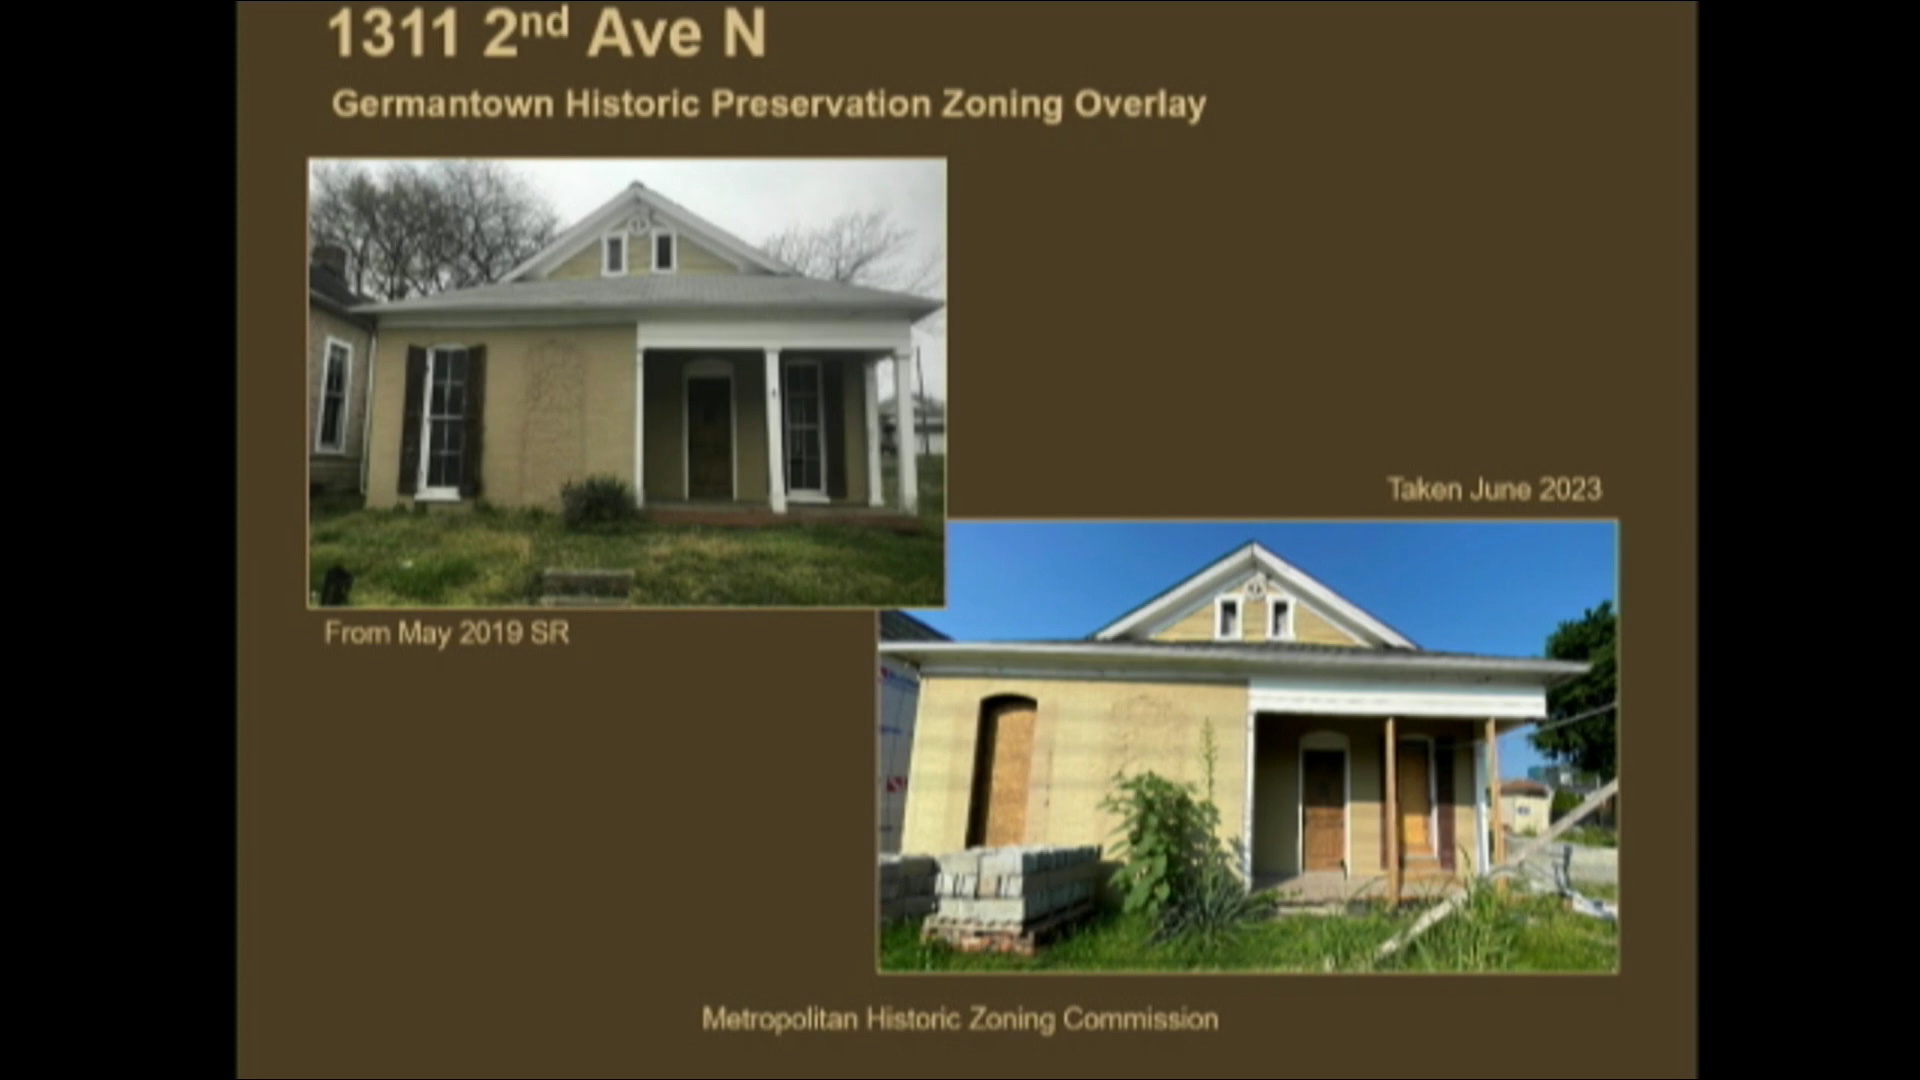 1311 2nd Ave N
Germantown Historic Preservation Zoning Overlay
Taken June 2023
From May 2019 SR
Metropolitan Historic Zoning Commission